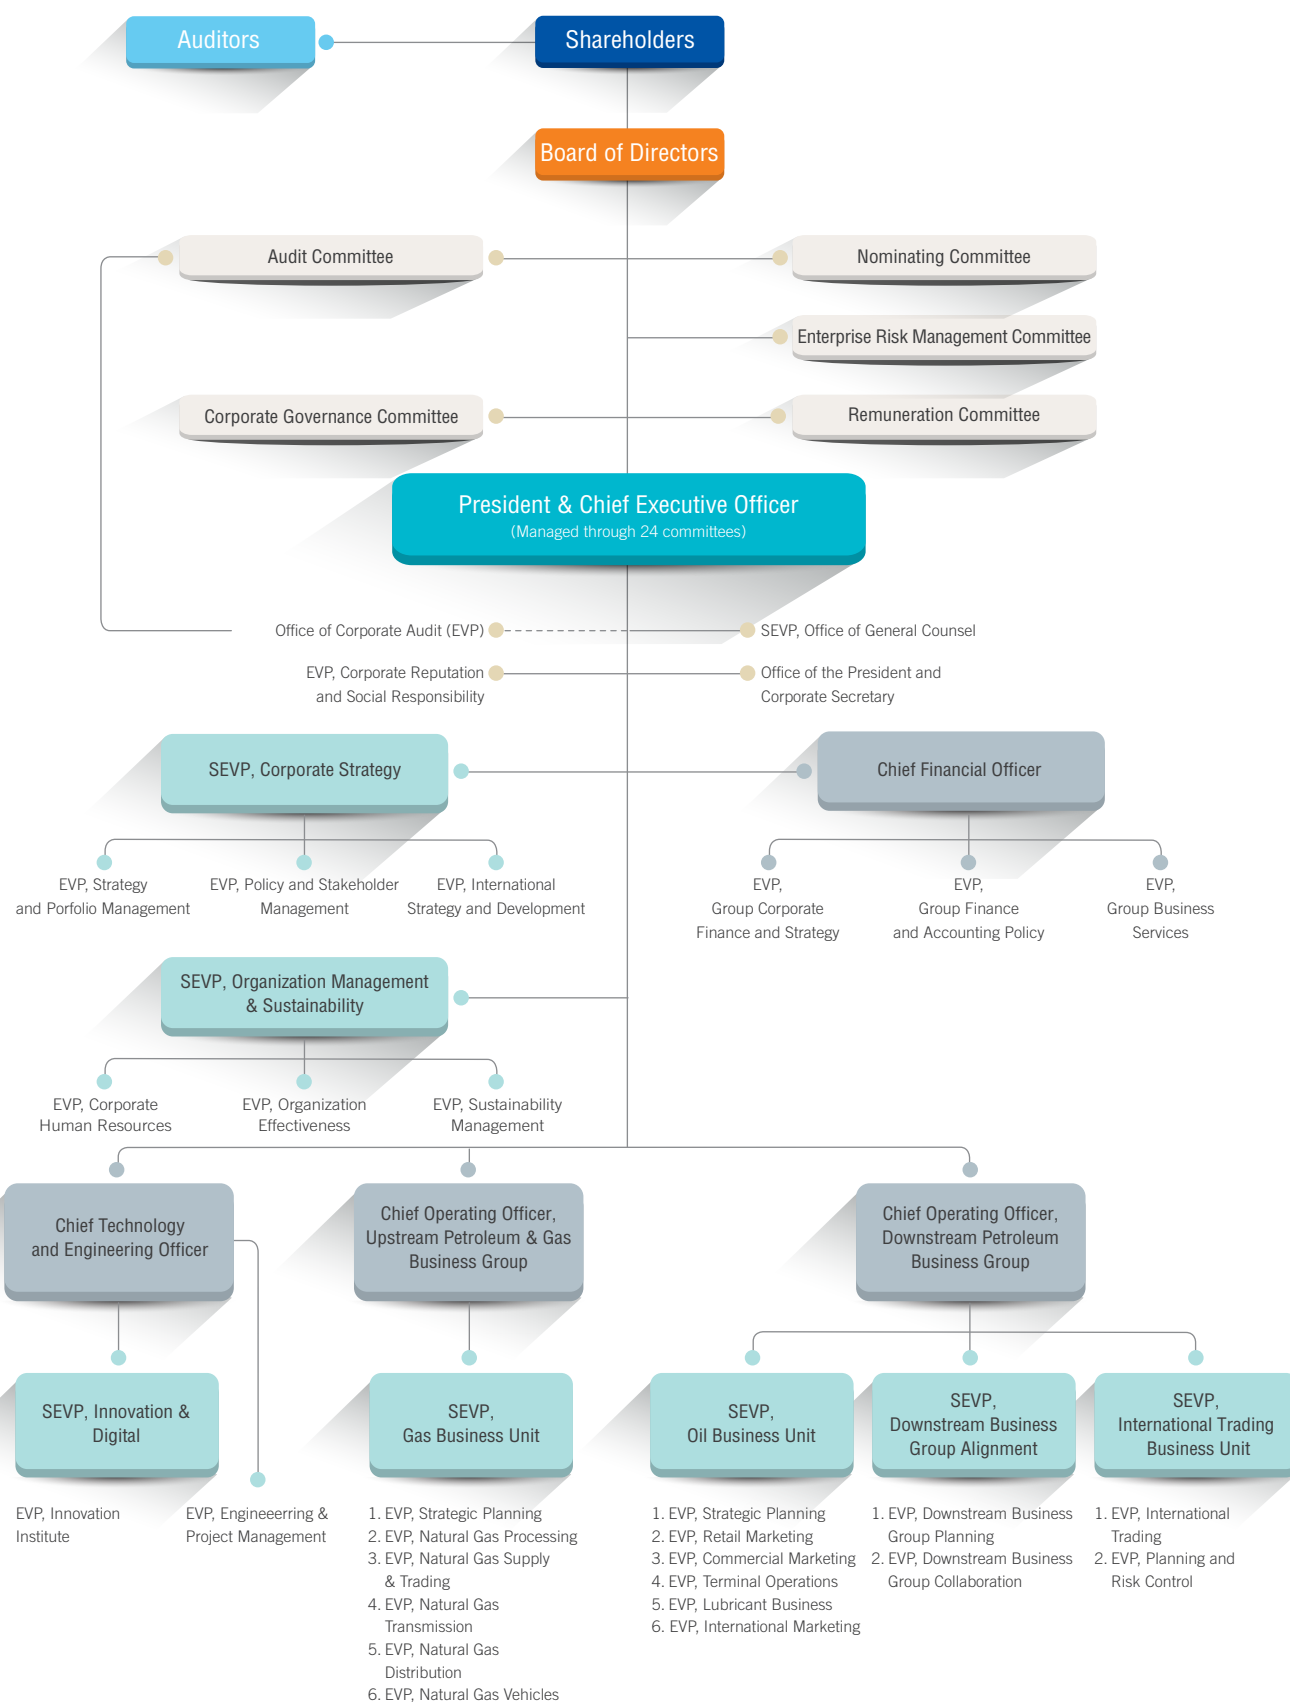 Auditors
Shareholders
Board of Directors
Audit Committee
Nominating Committee
Enterprise Risk Management Committee
Corporate Governance Committee
Remuneration Committee
President & Chief Executive Officer
(Managed through 24 committees)
Office of Corporate Audit (EVP)
SEVP, Office of General Counsel
EVP, Corporate Reputation
and Social Responsibility
Office of the President and
Corporate Secretary
SEVP, Corporate Strategy
Chief Financial Officer
EVP, Strategy
and Porfolio Management
EVP, Policy and Stakeholder
Management
EVP, International
Strategy and Development
EVP,
Group Corporate
Finance and Strategy
EVP,
Group Finance
and Accounting Policy
EVP,
Group Business
Services
SEVP, Organization Management
& Sustainability
EVP, Corporate
Human Resources
EVP, Organization
Effectiveness
EVP, Sustainability
Management
Chief Technology
and Engineering Officer
Chief Operating Officer,
Upstream Petroleum & Gas
Business Group
Chief Operating Officer,
Downstream Petroleum
Business Group
SEVP, Innovation &
Digital
SEVP,
Gas Business Unit
SEVP,
Oil Business Unit
SEVP,
Downstream Business
Group Alignment
SEVP,
International Trading
Business Unit
EVP, Innovation
Institute
EVP, Engineeerring &
Project Management
1. EVP, Strategic Planning
2. EVP, Natural Gas Processing
3. EVP, Natural Gas Supply
& Trading
4. EVP, Natural Gas
Transmission
5. EVP, Natural Gas
Distribution
6. EVP, Natural Gas Vehicles
1. EVP, Strategic Planning
2. EVP, Retail Marketing
3. EVP, Commercial Marketing
4. EVP, Terminal Operations
5. EVP, Lubricant Business
6. EVP, International Marketing
1. EVP, Downstream Business
Group Planning
2. EVP, Downstream Business
Group Collaboration
1. EVP, International
Trading
2. EVP, Planning and
Risk Control